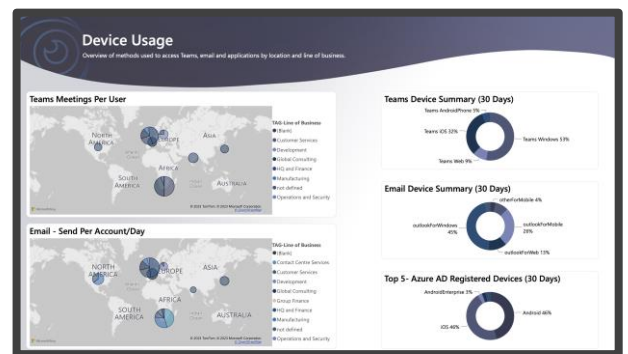 Device Usage
Overview of methods used to access Teams, email and applications by location and line of business.
Teams Meetings Per User
NORTH
AMERICA
EUROPE
ASIA
AFRICA
SOUTH
AMERICA
AUSTRALIA
TAG-Line of Business
(Blank)
Customer Services
Development
Global Consulting
HQ and Finance
Manufacturing
not defined
Operations and Security
Email - Send Per Account/Day
NORTH
AMERICA
EUROPE
ASIA
AFRICA
SOUTH
AMERICA
AUSTRALIA
TAG-Line of Business
(Blank)
Contact Centre Services
Customer Services
Development
Global Consulting
Group Finance
HQ and Finance
Manufacturing
not defined
Operations and Security
Teams Device Summary (30 Days)
Teams AndroidPhone 5%
Teams iOS 32%
Teams Windows 53%
Teams Web 9%
Email Device Summary (30 Days)
otherForMobile 4%
outlookForWindows
45%
outlookForMobile
28%
outlookForWeb 13%
Top 5- Azure AD Registered Devices (30 Days)
AndroidEnterprise 3%
Android 46%
iOS 46%